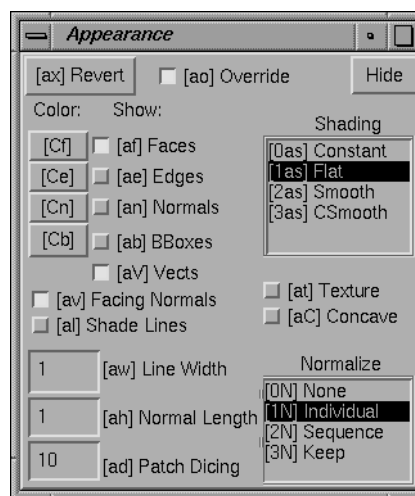 Appearance
[ax] Revert [ao] Override Hide
Color: Show:
Shading
[Cf] [af] Faces
[Ce] [ae] Edges
[Cn] [an] Normals
[Cb] [ab] BBoxes
[aV] Vects
[0as] Constant
[1as] Flat
[2as] Smooth
[3as] CSmooth
[av] Facing Normals
[al] Shade Lines
[at] Texture
[aC] Concave
1 [aw] Line Width
1 [ah] Normal Length
10 [ad] Patch Dicing
Normalize
[0N] None
[1N] Individual
[2N] Sequence
[3N] Keep